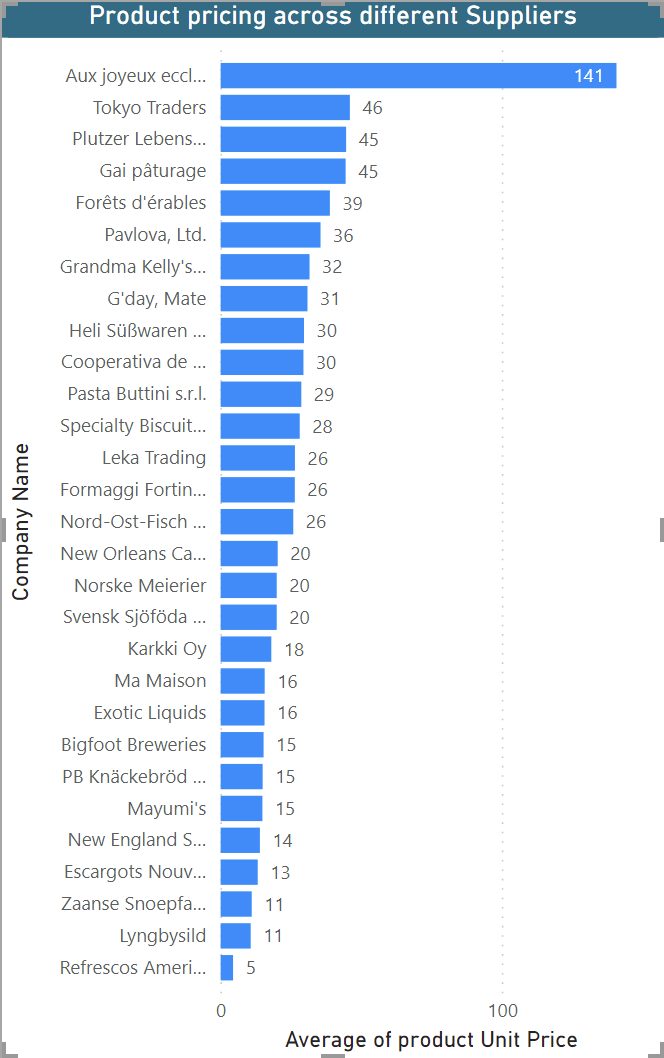 Product pricing across different Suppliers
Company Name
Aux joyeux eccl... 141
Tokyo Traders 46
Plutzer Lebens... 45
Gai pâturage 45
Forêts d'érables 39
Pavlova, Ltd. 36
Grandma Kelly's... 32
G'day, Mate 31
Heli Süßwaren ... 30
Cooperativa de ... 30
Pasta Buttini s.r.l. 29
Specialty Biscuit... 28
Leka Trading 26
Formaggi Fortin... 26
Nord-Ost-Fisch ... 26
New Orleans Ca... 20
Norske Meierier 20
Svensk Sjöföda ... 20
Karkki Oy 18
Ma Maison 16
Exotic Liquids 16
Bigfoot Breweries 15
PB Knäckebröd ... 15
Mayumi's 15
New England S... 14
Escargots Nouv... 13
Zaanse Snoepfa... 11
Lyngbysild 11
Refrescos Ameri... 5
0 100
Average of product Unit Price